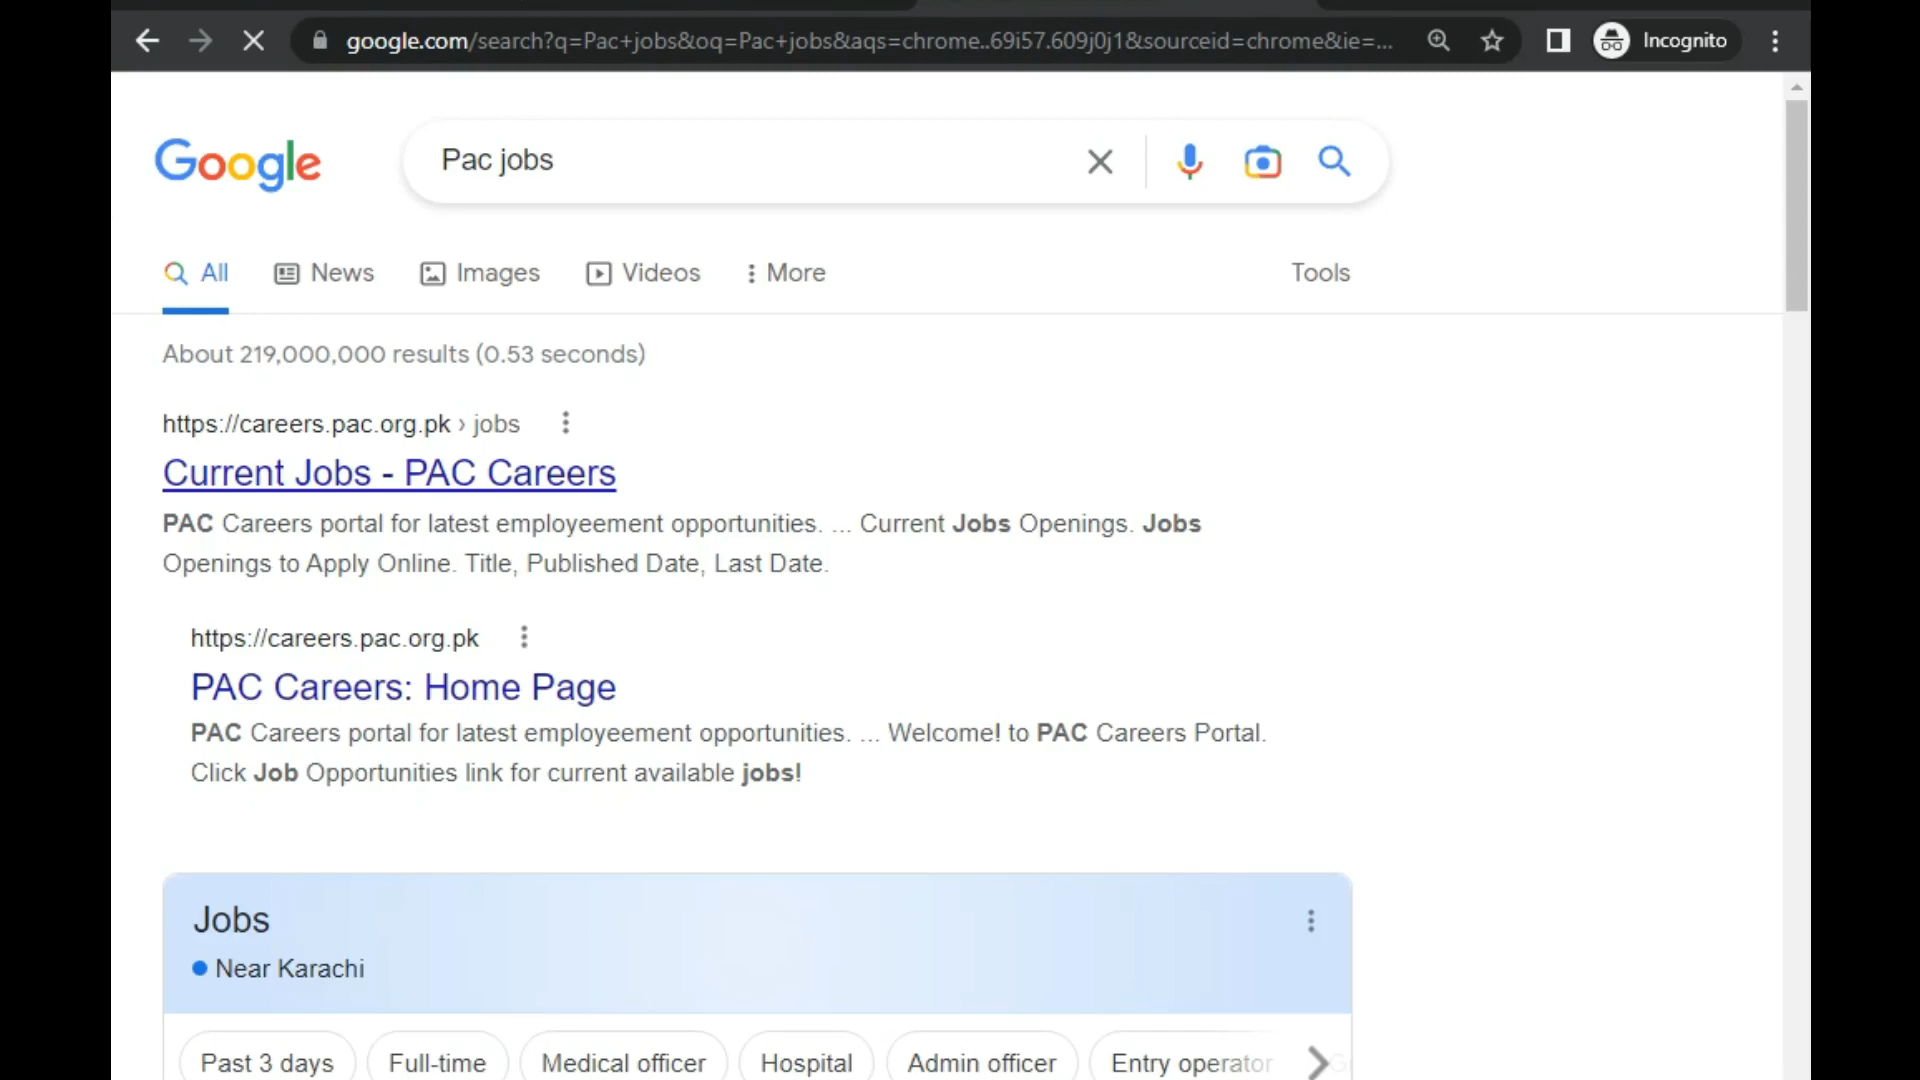 google.com/search?q=Pac+jobs&oq=Pac+jobs&aqs=chrome..69i57.609j0j1&sourceid=chrome&ie=...
Incognito
Google
Pac jobs
All
News
Images
Videos
More
Tools
About 219,000,000 results (0.53 seconds)
https://careers.pac.org.pk › jobs
Current Jobs - PAC Careers
PAC Careers portal for latest employeement opportunities. ... Current Jobs Openings. Jobs
Openings to Apply Online. Title, Published Date, Last Date.
https://careers.pac.org.pk
PAC Careers: Home Page
PAC Careers portal for latest employeement opportunities. ... Welcome! to PAC Careers Portal.
Click Job Opportunities link for current available jobs!
Jobs
Near Karachi
Past 3 days
Full-time
Medical officer
Hospital
Admin officer
Entry operator